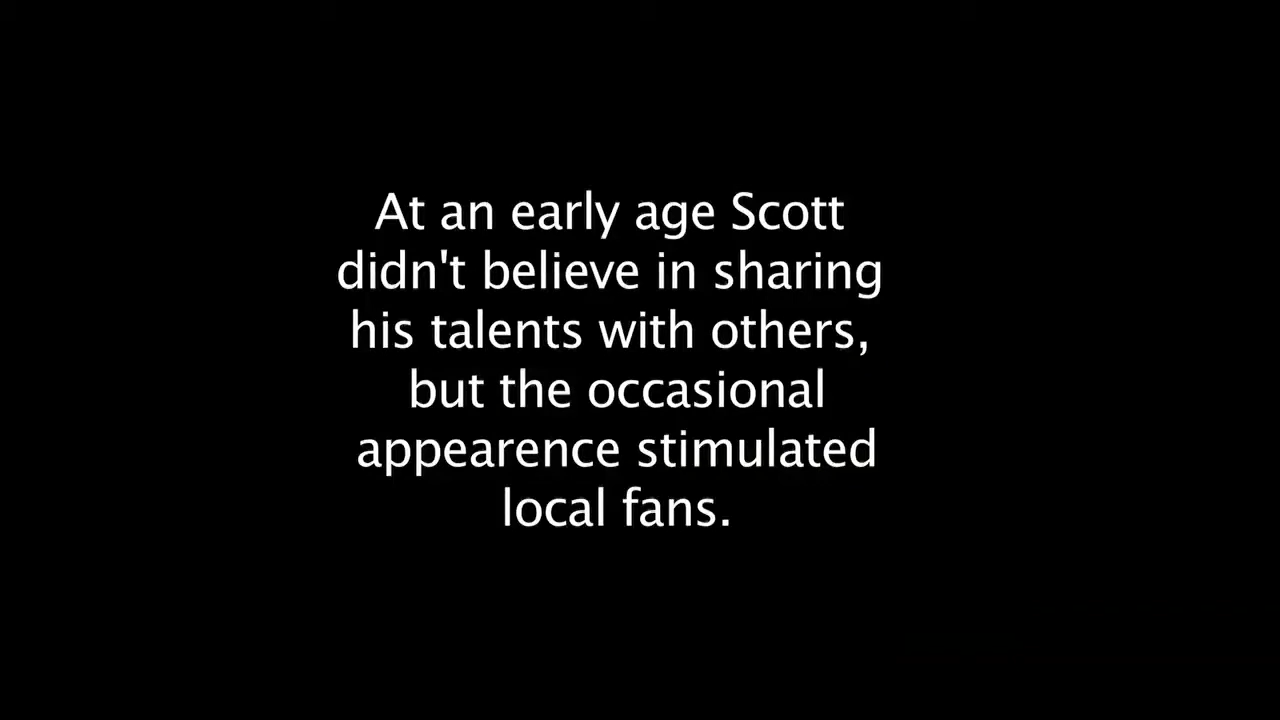 At an early age Scott
didn't believe in sharing
his talents with others,
but the occasional
appearence stimulated
local fans.